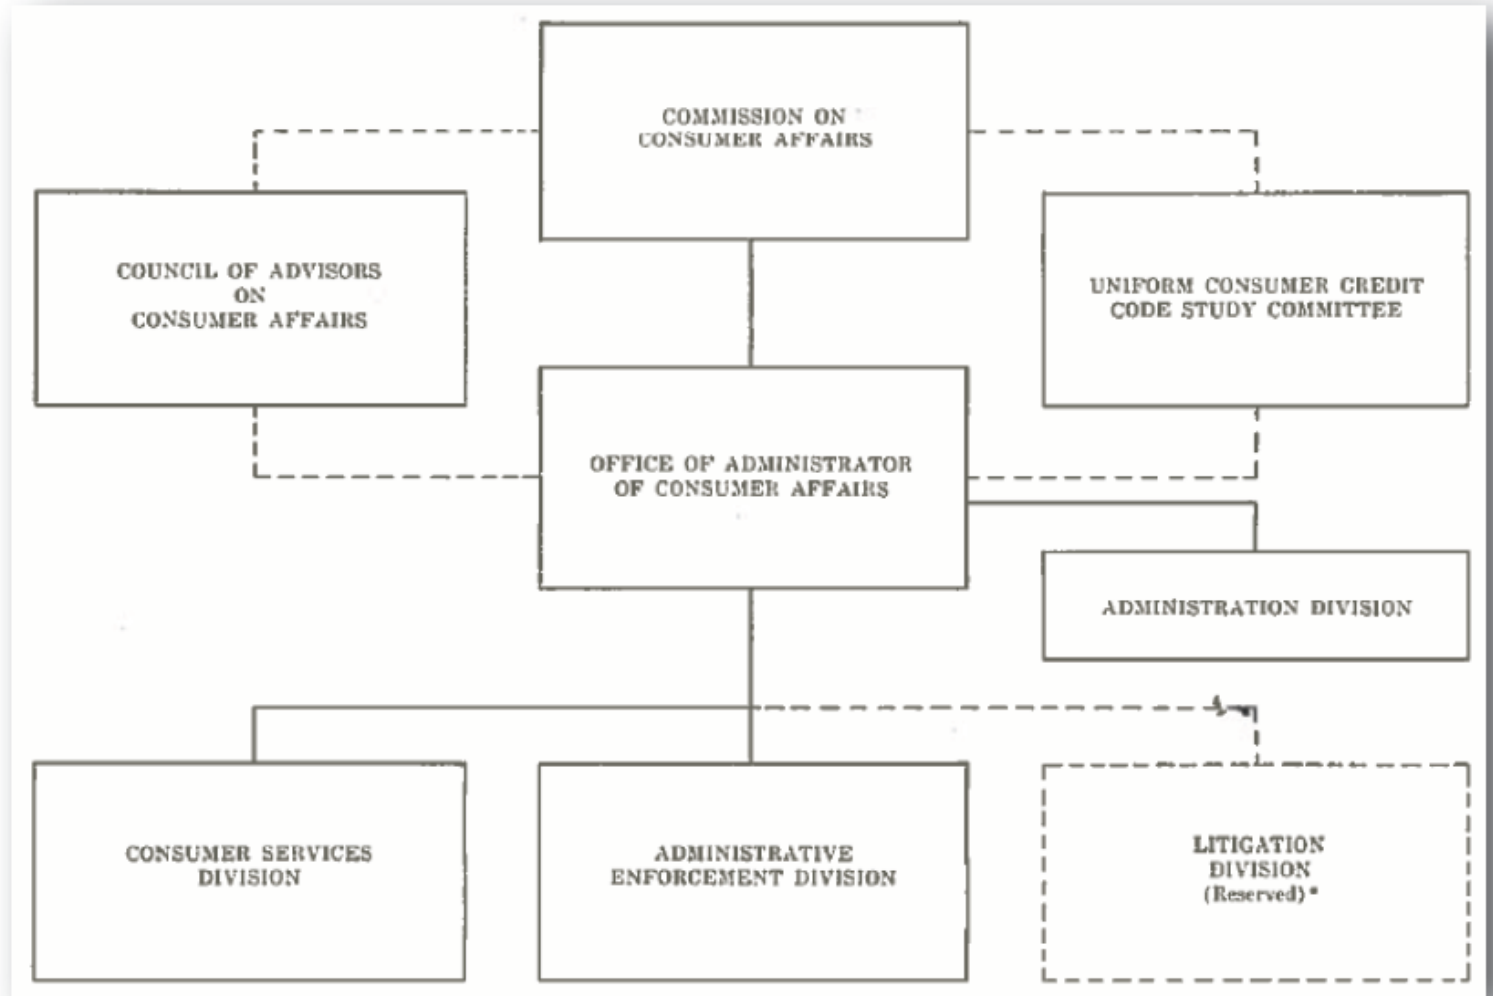 COMMISSION ON
CONSUMER AFFAIRS
COUNCIL OF ADVISORS
ON
CONSUMER AFFAIRS
UNIFORM CONSUMER CREDIT
CODE STUDY COMMITTEE
OFFICE OF ADMINISTRATOR
OF CONSUMER AFFAIRS
ADMINISTRATION DIVISION
CONSUMER SERVICES
DIVISION
ADMINISTRATIVE
ENFORCEMENT DIVISION
LITIGATION
DIVISION
(Reserved)*